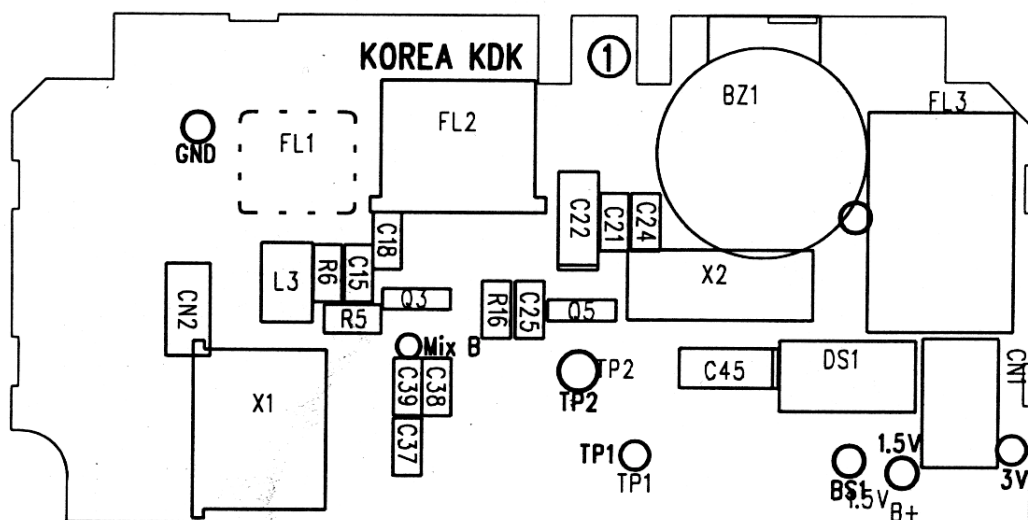 KOREA KDK
1
BZ1
FL3
FL2
FL1
GND
C18
C22
C21
C24
X2
L3
R6
C15
Q3
R5
R16
C25
Q5
CN2
Mix B
X1
C39
C38
C37
TP2
TP2
C45
DS1
CN1
TP1
TP1
1.5V
BS1
1.5V
B+
3V